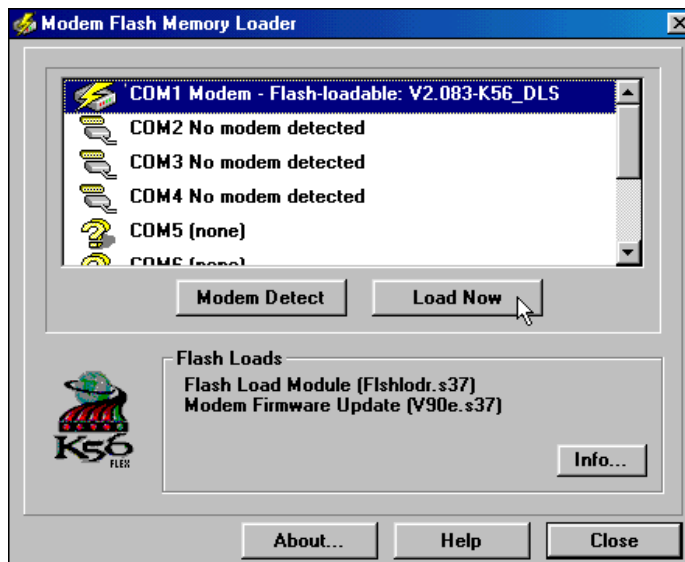 Modem Flash Memory Loader
COM1 Modem - Flash-loadable: V2.083-K56_DLS
COM2 No modem detected
COM3 No modem detected
COM4 No modem detected
COM5 (none)
COM6 (none)
Modem Detect
Load Now
Flash Loads
Flash Load Module (Flshlodr.s37)
Modem Firmware Update (V90e.s37)
K56
FLEX
Info...
About...
Help
Close